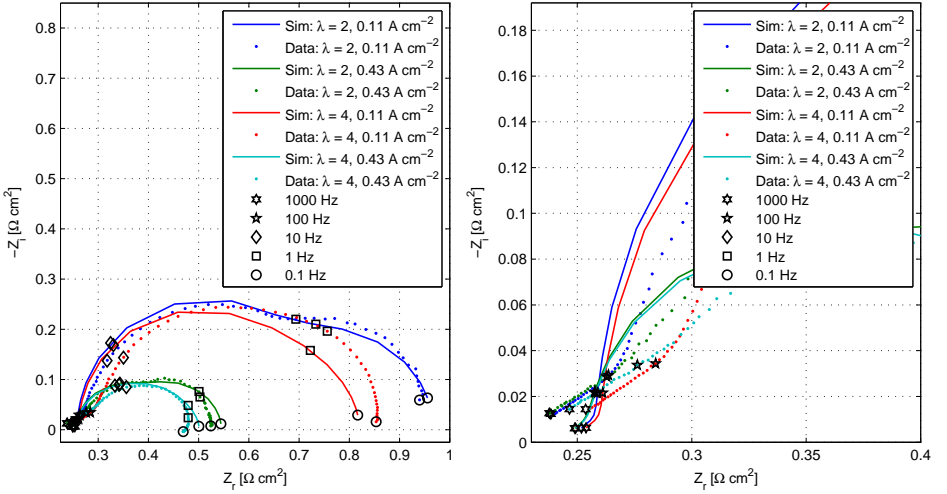 0.8
0.7
0.6
0.5
0.4
0.3
0.2
0.1
0
−Zi [Ω cm2]
0.3 0.4 0.5 0.6 0.7 0.8 0.9 1
Zr [Ω cm2]
Sim: λ = 2, 0.11 A cm−2
Data: λ = 2, 0.11 A cm−2
Sim: λ = 2, 0.43 A cm−2
Data: λ = 2, 0.43 A cm−2
Sim: λ = 4, 0.11 A cm−2
Data: λ = 4, 0.11 A cm−2
Sim: λ = 4, 0.43 A cm−2
Data: λ = 4, 0.43 A cm−2
1000 Hz
100 Hz
10 Hz
1 Hz
0.1 Hz
0.18
0.16
0.14
0.12
0.1
0.08
0.06
0.04
0.02
0
−Zi [Ω cm2]
0.25 0.3 0.35 0.4
Zr [Ω cm2]
Sim: λ = 2, 0.11 A cm−2
Data: λ = 2, 0.11 A cm−2
Sim: λ = 2, 0.43 A cm−2
Data: λ = 2, 0.43 A cm−2
Sim: λ = 4, 0.11 A cm−2
Data: λ = 4, 0.11 A cm−2
Sim: λ = 4, 0.43 A cm−2
Data: λ = 4, 0.43 A cm−2
1000 Hz
100 Hz
10 Hz
1 Hz
0.1 Hz